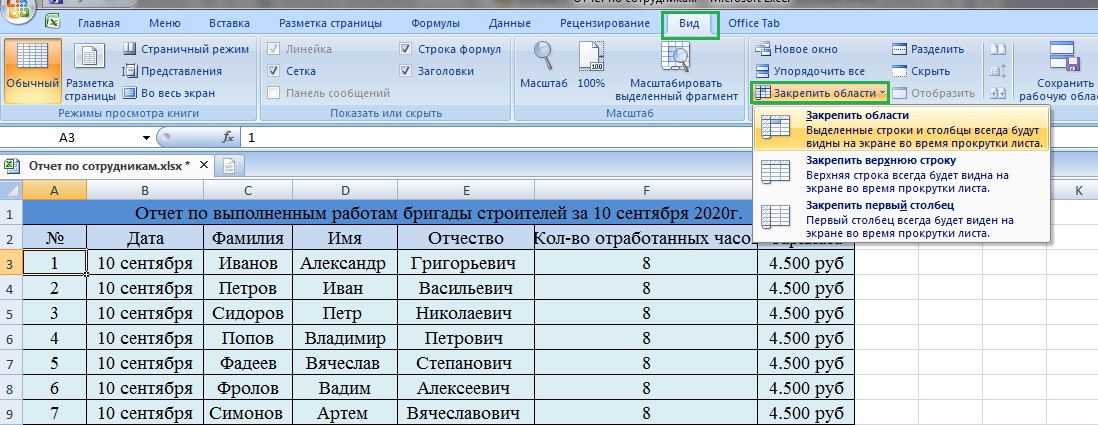 Отчет по сотрудникам - Microsoft Excel
Главная Меню Вставка Разметка страницы Формулы Данные Рецензирование Вид Office Tab
Обычный
Разметка страницы
Страничный режим
Представления
Во весь экран
Режимы просмотра книги
Линейка
Сетка
Панель сообщений
Строка формул
Заголовки
Показать или скрыть
Масштаб
100%
Масштабировать выделенный фрагмент
Масштаб
Новое окно
Упорядочить все
Закрепить области
Разделить
Скрыть
Отобразить
Сохранить
рабочую облас
A3 fx 1
Закрепить области
Выделенные строки и столбцы всегда будут
видны на экране во время прокрутки листа.
Закрепить верхнюю строку
Верхняя строка всегда будет видна на
экране во время прокрутки листа.
Закрепить первый столбец
Первый столбец всегда будет виден на
экране во время прокрутки листа.
Отчет по сотрудникам.xlsx *
A B C D E F K
1 Отчет по выполненным работам бригады строителей за 10 сентября 2020г.
2 № Дата Фамилия Имя Отчество Кол-во отработанных часо
3 1 10 сентября Иванов Александр Григорьевич 8 4.500 руб
4 2 10 сентября Петров Иван Васильевич 8 4.500 руб
5 3 10 сентября Сидоров Петр Николаевич 8 4.500 руб
6 4 10 сентября Попов Владимир Петрович 8 4.500 руб
7 5 10 сентября Фадеев Вячеслав Степанович 8 4.500 руб
8 6 10 сентября Фролов Вадим Алексеевич 8 4.500 руб
9 7 10 сентября Симонов Артем Вячеславович 8 4.500 руб